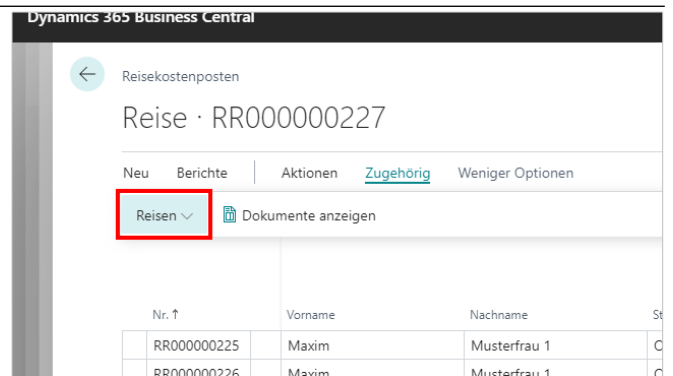 Dynamics 365 Business Central
Reisekostenposten
Reise · RR000000227
Neu Berichte Aktionen Zugehörig Weniger Optionen
Reisen Dokumente anzeigen
Nr. ↑ Vorname Nachname
RR000000225 Maxim Musterfrau 1
RR000000226 Maxim Musterfrau 1